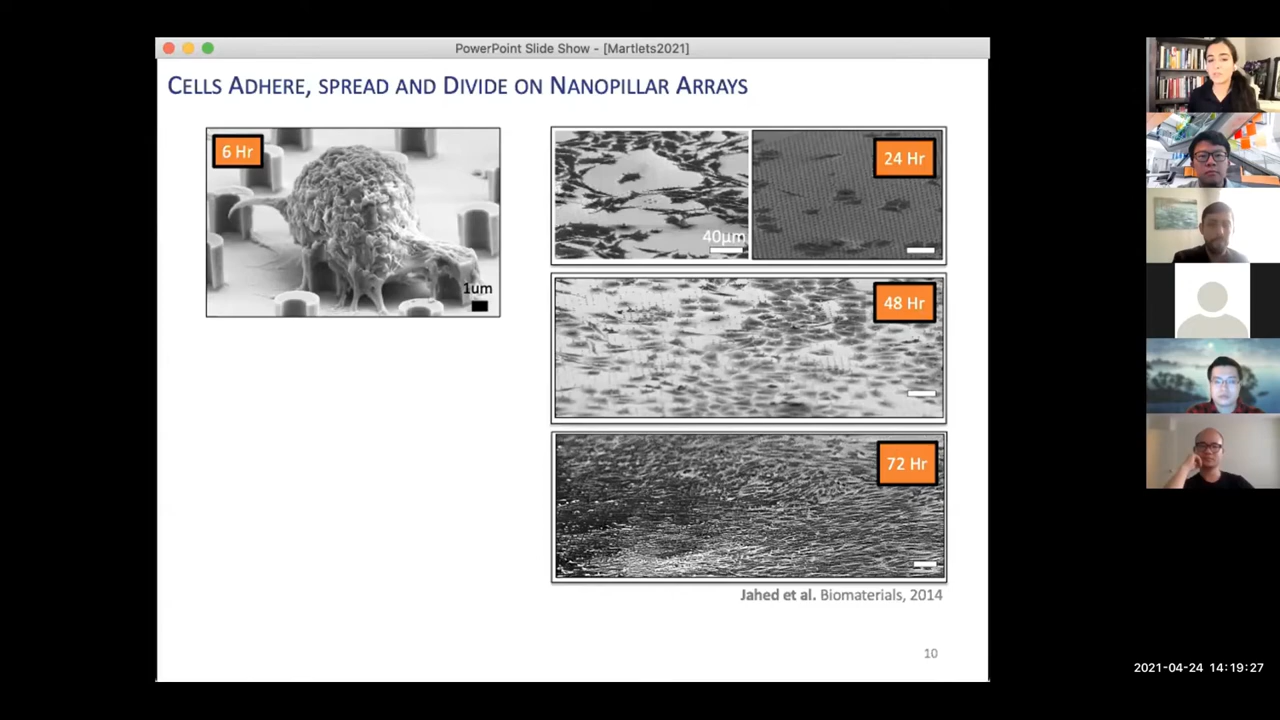 PowerPoint Slide Show - [Martlets2021]
CELLS ADHERE, SPREAD AND DIVIDE ON NANOPILLAR ARRAYS
6 Hr
1um
24 Hr
40µm
48 Hr
72 Hr
Jahed et al. Biomaterials, 2014
10
2021-04-24 14:19:27